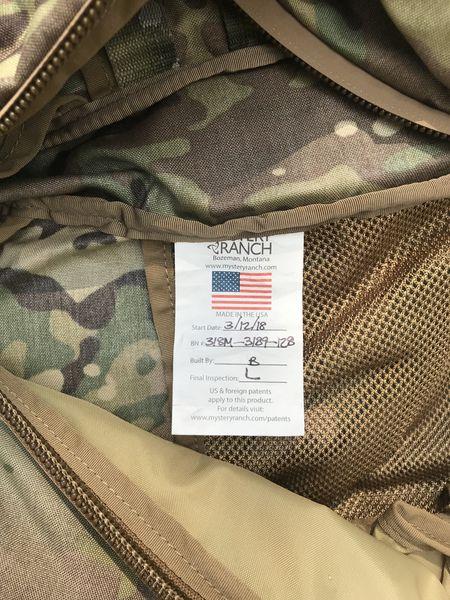 MYSTERY
RANCH
Bozeman, Montana
www.mysteryranch.com
MADE IN THE USA
Start Date: 3/12/18
BN # 318M-3189-128
Built By: B
Final Inspection: L
US & foreign patents
apply to this product.
For details visit:
www.mysteryranch.com/patents